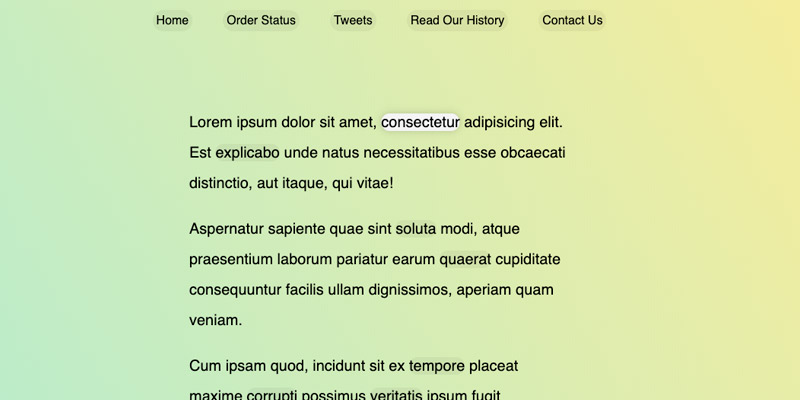 Home Order Status Tweets Read Our History Contact Us
Lorem ipsum dolor sit amet, consectetur adipisicing elit.
Est explicabo unde natus necessitatibus esse obcaecati
distinctio, aut itaque, qui vitae!
Aspernatur sapiente quae sint soluta modi, atque
praesentium laborum pariatur earum quaerat cupiditate
consequuntur facilis ullam dignissimos, aperiam quam
veniam.
Cum ipsam quod, incidunt sit ex tempore placeat
maxime corrupti possimus veritatis ipsum fugit